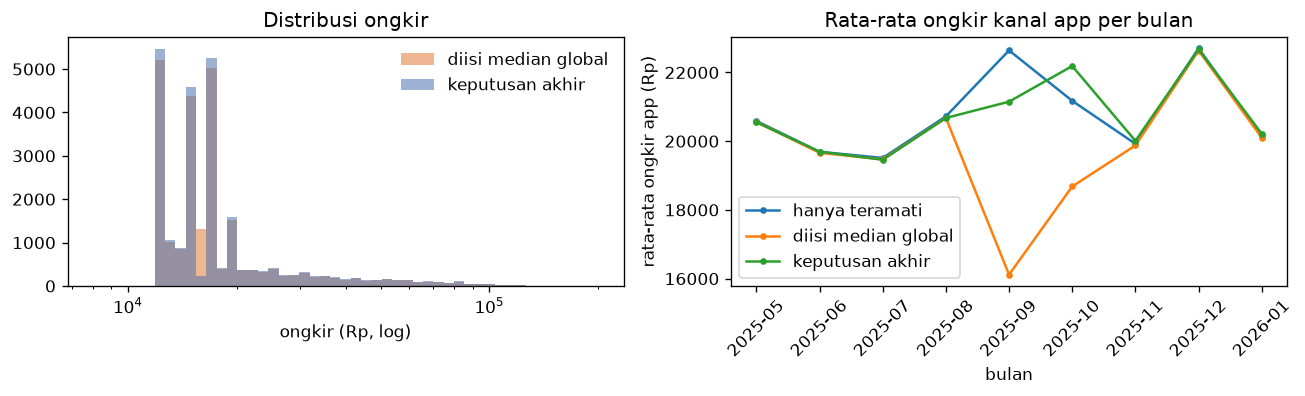 Distribusi ongkir
5000
4000
3000
2000
1000
0
10^4
10^5
ongkir (Rp, log)
diisi median global
keputusan akhir
Rata-rata ongkir kanal app per bulan
rata-rata ongkir app (Rp)
22000
20000
18000
16000
hanya teramati
diisi median global
keputusan akhir
2025-05
2025-06
2025-07
2025-08
2025-09
2025-10
2025-11
2025-12
2026-01
bulan